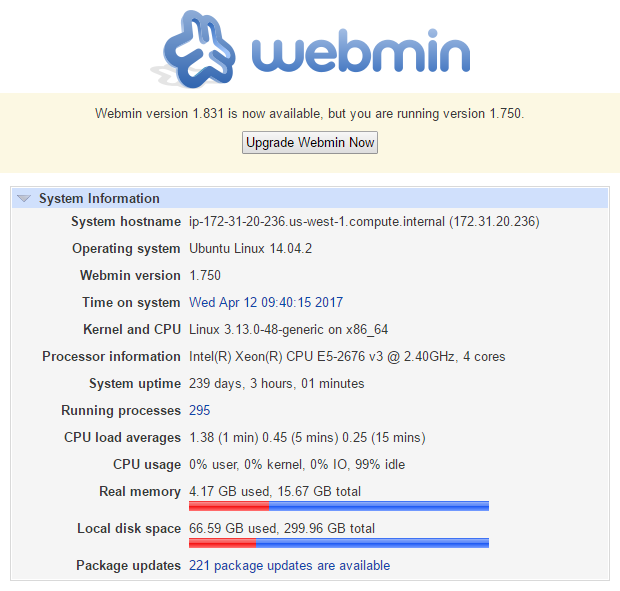 webmin
Webmin version 1.831 is now available, but you are running version 1.750.
Upgrade Webmin Now
System Information
System hostname ip-172-31-20-236.us-west-1.compute.internal (172.31.20.236)
Operating system Ubuntu Linux 14.04.2
Webmin version 1.750
Time on system Wed Apr 12 09:40:15 2017
Kernel and CPU Linux 3.13.0-48-generic on x86_64
Processor information Intel(R) Xeon(R) CPU E5-2676 v3 @ 2.40GHz, 4 cores
System uptime 239 days, 3 hours, 01 minutes
Running processes 295
CPU load averages 1.38 (1 min) 0.45 (5 mins) 0.25 (15 mins)
CPU usage 0% user, 0% kernel, 0% IO, 99% idle
Real memory 4.17 GB used, 15.67 GB total
Local disk space 66.59 GB used, 299.96 GB total
Package updates 221 package updates are available